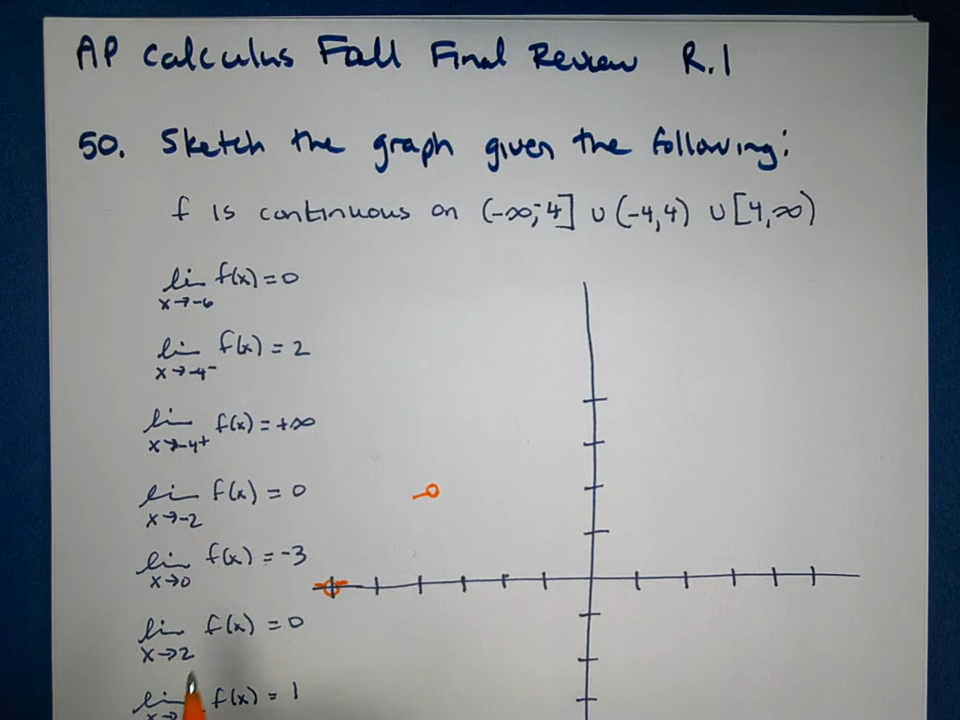 AP Calculus Fall Final Review R.1
50. Sketch the graph given the following:
f is continuous on (-∞,-4] ∪ (-4,4) ∪ [4,∞)
lim f(x) = 0
x→-6
lim f(x) = 2
x→-4⁻
lim f(x) = +∞
x→-4⁺
lim f(x) = 0
x→-2
lim f(x) = -3
x→0
lim f(x) = 0
x→2
lim f(x) = 1
x→